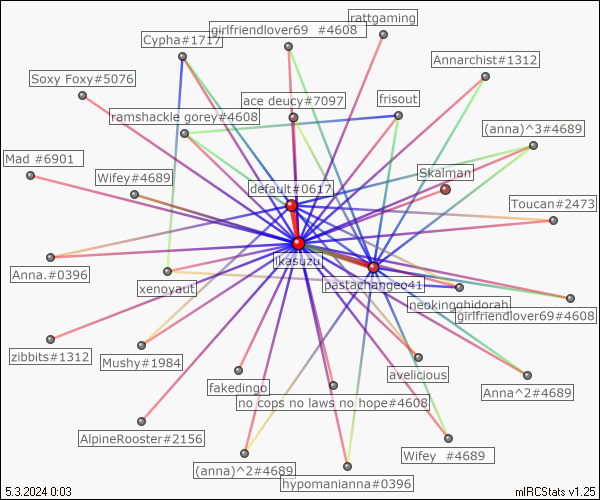 rattgaming
girlfriendlover69 #4608
Cypha#1717
Annarchist#1312
Soxy Foxy#5076
ace deucy#7097
frisout
ramshackle gorey#4608
(anna)^3#4689
Mad #6901
Skalman
Wifey#4689
default#0617
Toucan#2473
ikasuzu
Anna.#0396
xenoyaut
pastachangeo41
neokingghidorah
girlfriendlover69#4608
zibbits#1312
Mushy#1984
avelicious
fakedingo
Anna^2#4689
no cops no laws no hope#4608
AlpineRooster#2156
Wifey #4689
(anna)^2#4689
hypomanianna#0396
5.3.2024 0:03
mIRCStats v1.25